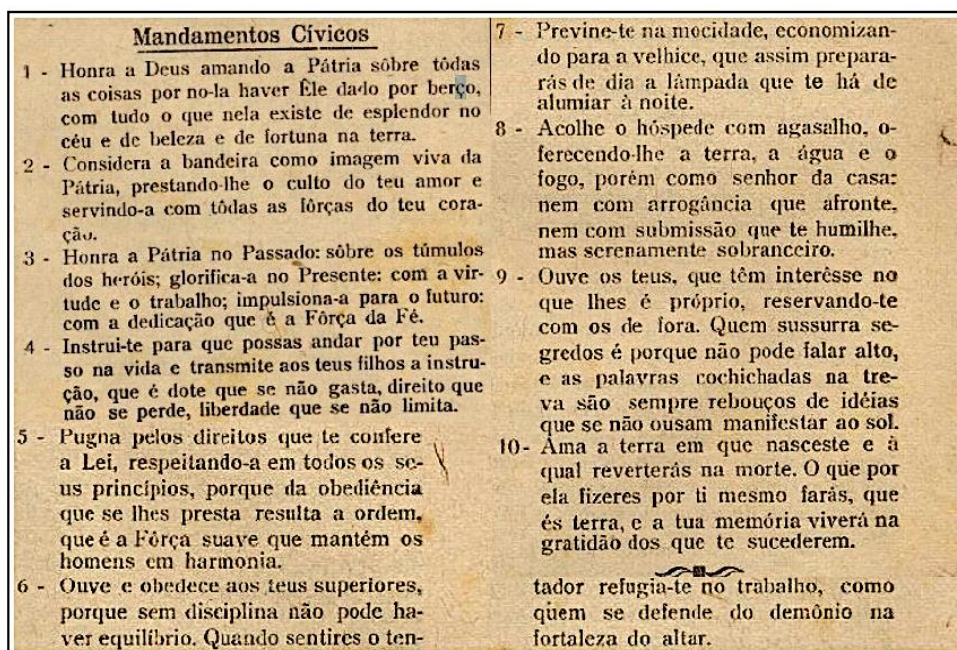 Mandamentos Cívicos
1 - Honra a Deus amando a Pátria sôbre tôdas
as coisas por no-la haver Êle dado por berço,
com tudo o que nela existe de esplendor no
céu e de beleza e de fortuna na terra.
2 - Considera a bandeira como imagem viva da
Pátria, prestando-lhe o culto do teu amor e
servindo-a com tôdas as fôrças do teu cora-
ção.
3 - Honra a Pátria no Passado: sôbre os túmulos
dos heróis; glorifica-a no Presente: com a vir-
tude e o trabalho; impulsiona-a para o futuro:
com a dedicação que é a Fôrça da Fé.
4 - Instrui-te para que possas andar por teu pas-
so na vida e transmite aos teus filhos a instru-
ção, que é dote que se não gasta, direito que
não se perde, liberdade que se não limita.
5 - Pugna pelos direitos que te confere
a Lei, respeitando-a em todos os se-
us princípios, porque da obediência
que se lhes presta resulta a ordem,
que é a Fôrça suave que mantém os
homens em harmonia.
6 - Ouve e obedece aos teus superiores,
porque sem disciplina não pode ha-
ver equilíbrio. Quando sentires o ten-
7 - Previne-te na mocidade, economizan-
do para a velhice, que assim prepara-
rás de dia a lâmpada que te há de
alumiar à noite.
8 - Acolhe o hóspede com agasalho, o-
ferecendo-lhe a terra, a água e o
fogo, porém como senhor da casa:
nem com arrogância que afronte,
nem com submissão que te humilhe,
mas serenamente sobranceiro.
9 - Ouve os teus, que têm interêsse no
que lhes é próprio, reservando-te
com os de fora. Quem sussurra se-
gredos é porque não pode falar alto,
e as palavras cochichadas na tre-
va são sempre rebouços de idéias
que se não ousam manifestar ao sol.
10- Ama a terra em que nasceste e à
qual reverterás na morte. O que por
ela fizeres por ti mesmo farás, que
és terra, e a tua memória viverá na
gratidão dos que te sucederem.
tador refugia-te no trabalho, como
quem se defende do demônio na
fortaleza do altar.